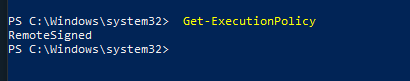 PS C:\Windows\system32>  Get-ExecutionPolicy
RemoteSigned
PS C:\Windows\system32>